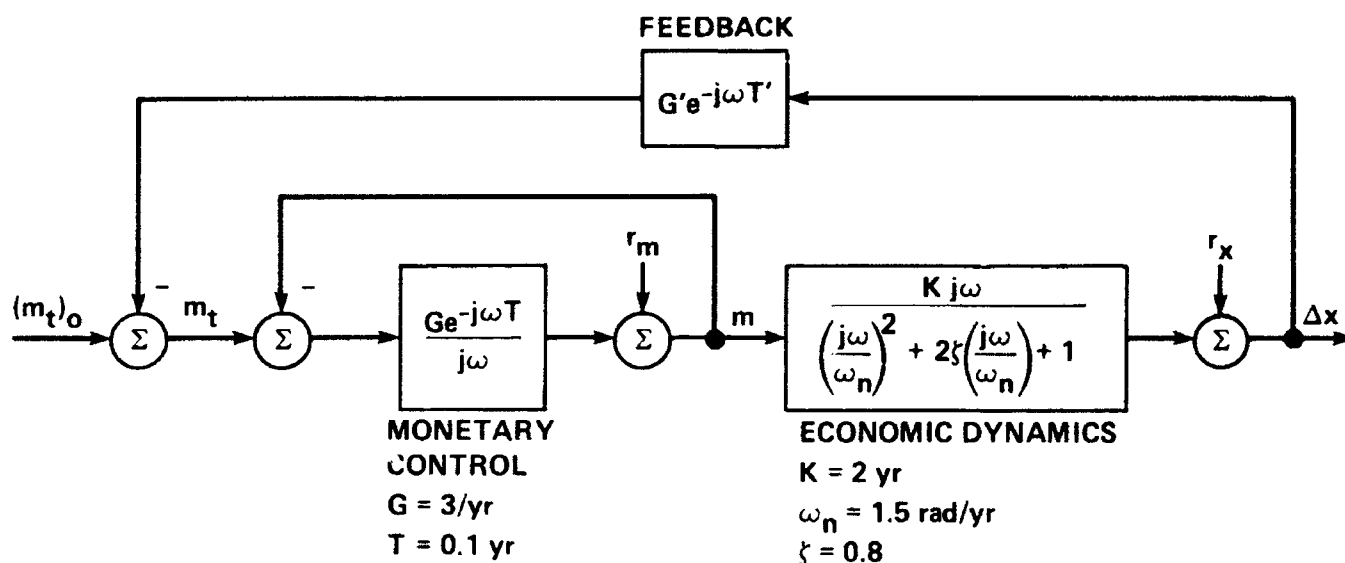 FEEDBACK
G'e^-jωT'
(m_t)_o
−
Σ
m_t
−
Σ
Ge^-jωT
jω
r_m
Σ
m
K jω
(jω/ω_n)^2 + 2ζ(jω/ω_n) + 1
r_x
Σ
Δx
MONETARY
CONTROL
G = 3/yr
T = 0.1 yr
ECONOMIC DYNAMICS
K = 2 yr
ω_n = 1.5 rad/yr
ζ = 0.8